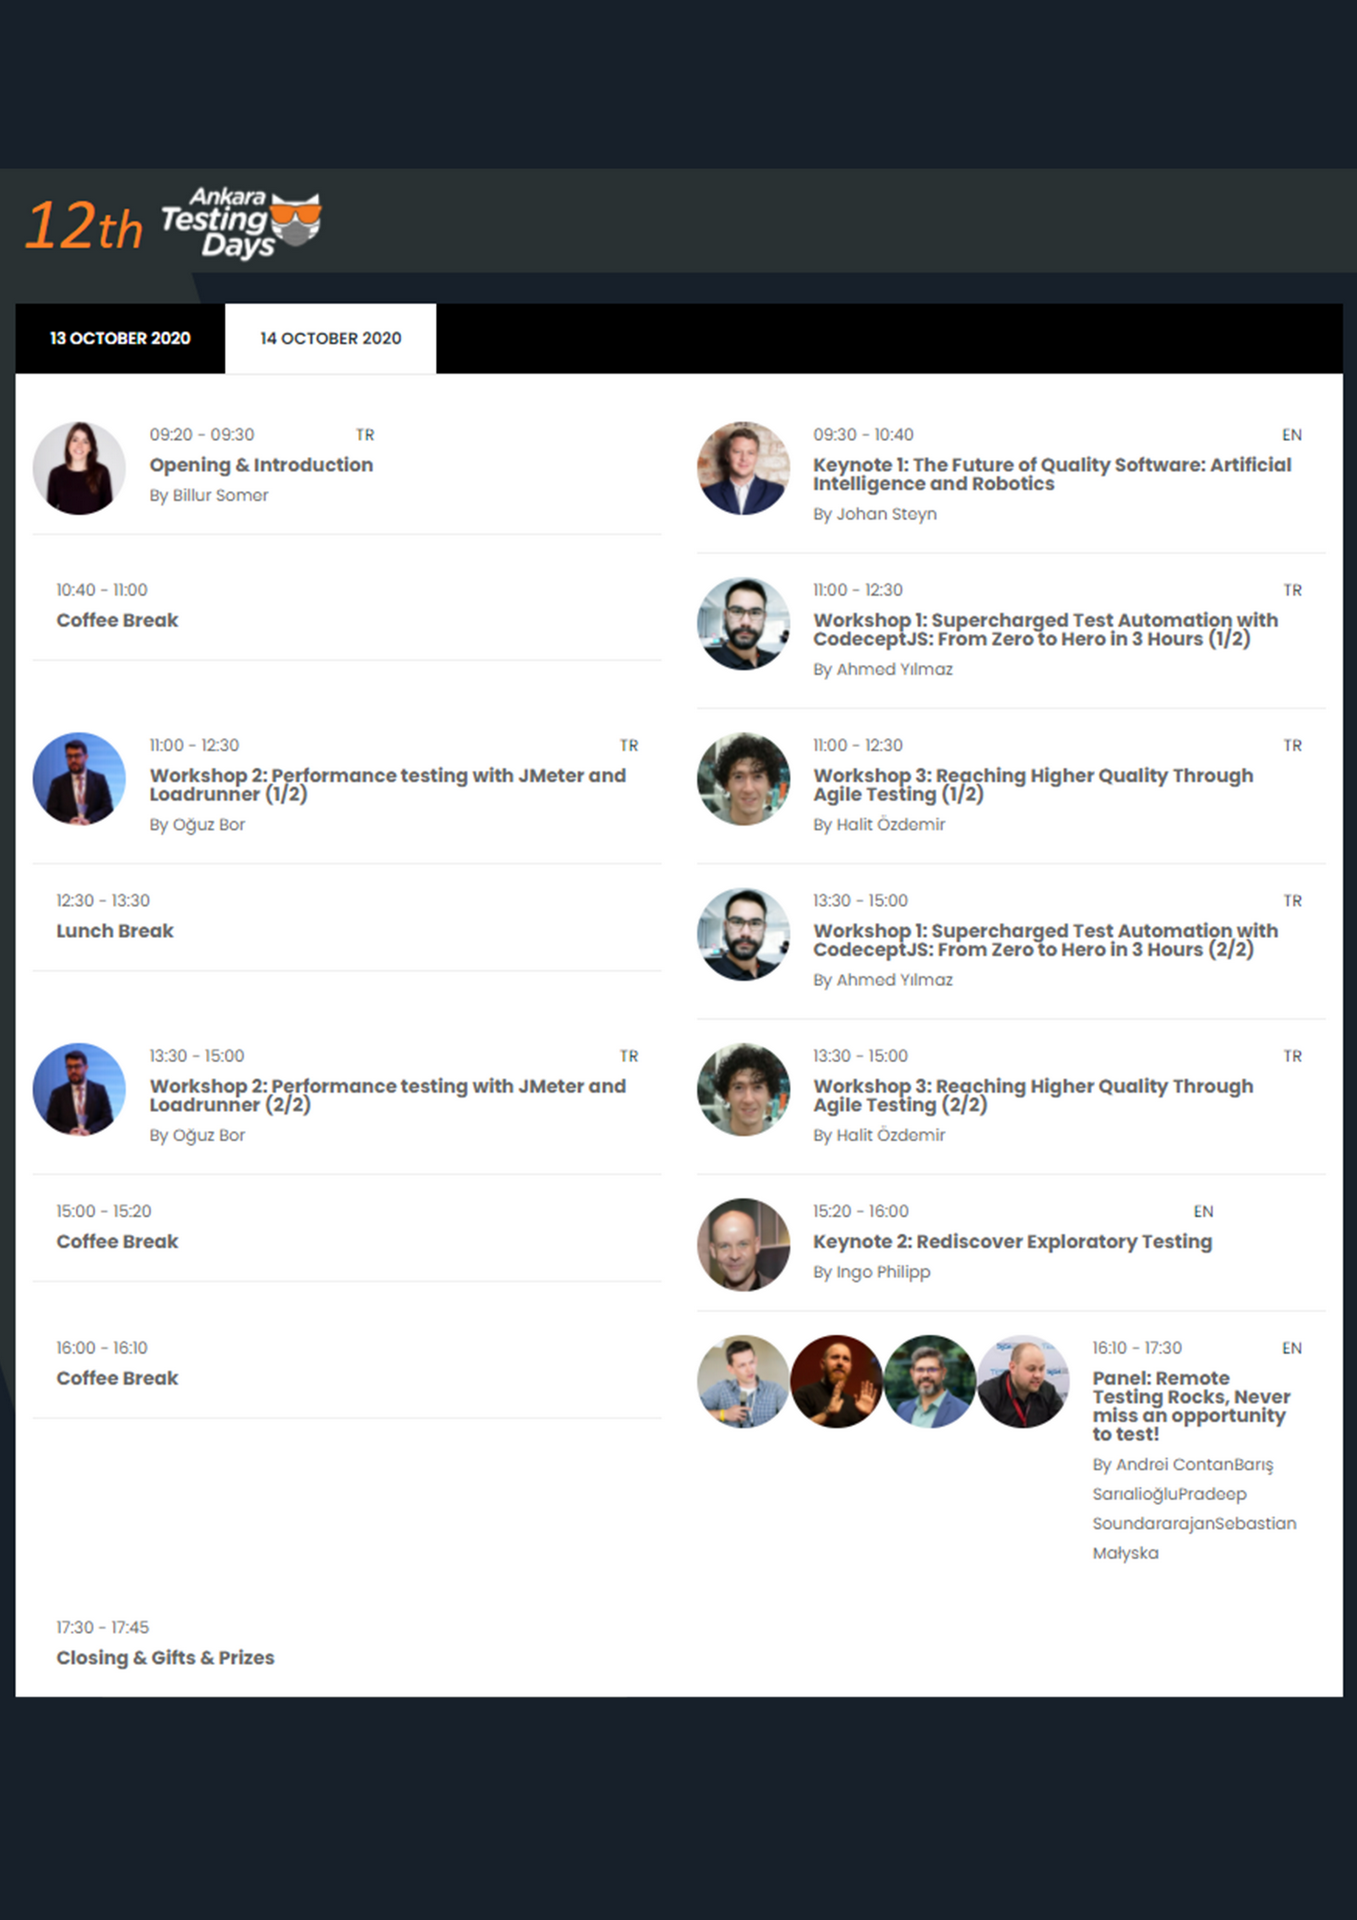 12th
Ankara
Testing
Days
13 OCTOBER 2020
14 OCTOBER 2020
09:20 - 09:30 TR
Opening & Introduction
By Billur Somer
09:30 - 10:40 EN
Keynote 1: The Future of Quality Software: Artificial
Intelligence and Robotics
By Johan Steyn
10:40 - 11:00
Coffee Break
11:00 - 12:30 TR
Workshop 1: Supercharged Test Automation with
CodeceptJS: From Zero to Hero in 3 Hours (1/2)
By Ahmed Yılmaz
11:00 - 12:30 TR
Workshop 2: Performance testing with JMeter and
Loadrunner (1/2)
By Oğuz Bor
11:00 - 12:30 TR
Workshop 3: Reaching Higher Quality Through
Agile Testing (1/2)
By Halit Özdemir
12:30 - 13:30
Lunch Break
13:30 - 15:00 TR
Workshop 1: Supercharged Test Automation with
CodeceptJS: From Zero to Hero in 3 Hours (2/2)
By Ahmed Yılmaz
13:30 - 15:00 TR
Workshop 2: Performance testing with JMeter and
Loadrunner (2/2)
By Oğuz Bor
13:30 - 15:00 TR
Workshop 3: Reaching Higher Quality Through
Agile Testing (2/2)
By Halit Özdemir
15:00 - 15:20
Coffee Break
15:20 - 16:00 EN
Keynote 2: Rediscover Exploratory Testing
By Ingo Philipp
16:00 - 16:10
Coffee Break
16:10 - 17:30 EN
Panel: Remote
Testing Rocks, Never
miss an opportunity
to test!
By Andrei ContanBarış
SarıalioğluPradeep
SoundararajanSebastian
Małyska
17:30 - 17:45
Closing & Gifts & Prizes